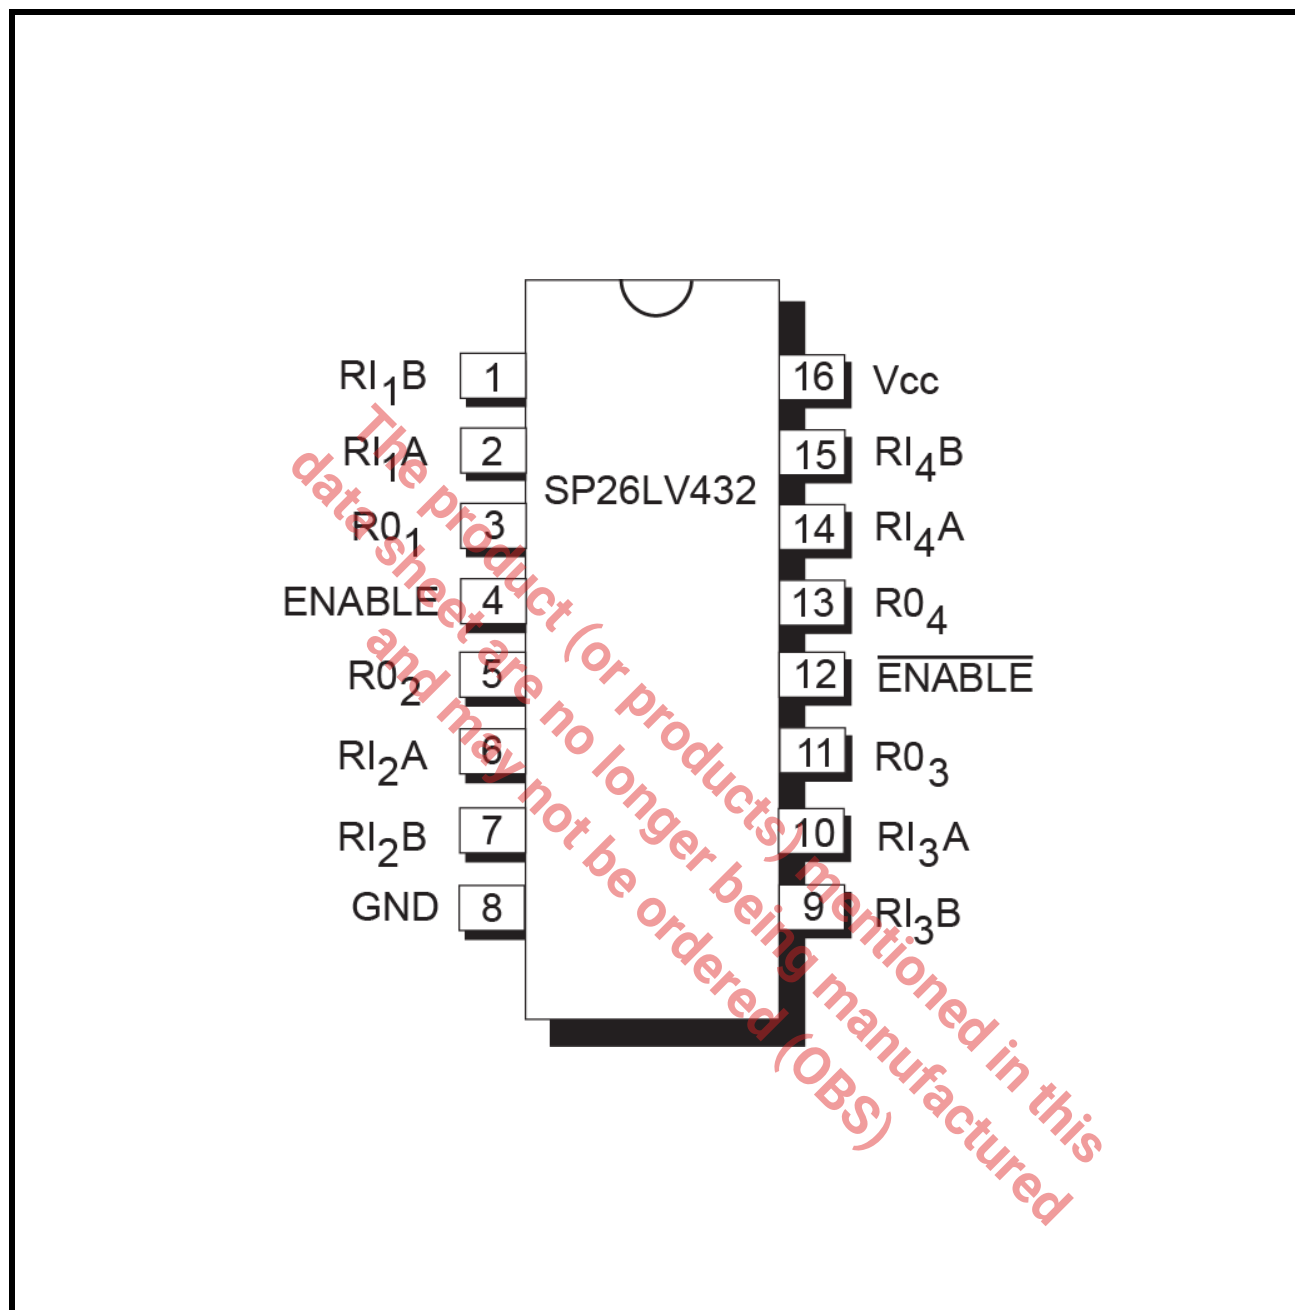 RI1B 1
RI1A 2
R01 3
ENABLE 4
R02 5
RI2A 6
RI2B 7
GND 8
SP26LV432
16 Vcc
15 RI4B
14 RI4A
13 R04
12 E̅N̅A̅B̅L̅E̅
11 R03
10 RI3A
9 RI3B
The product (or products) mentioned in this
data sheet are no longer being manufactured
and may not be ordered (OBS)